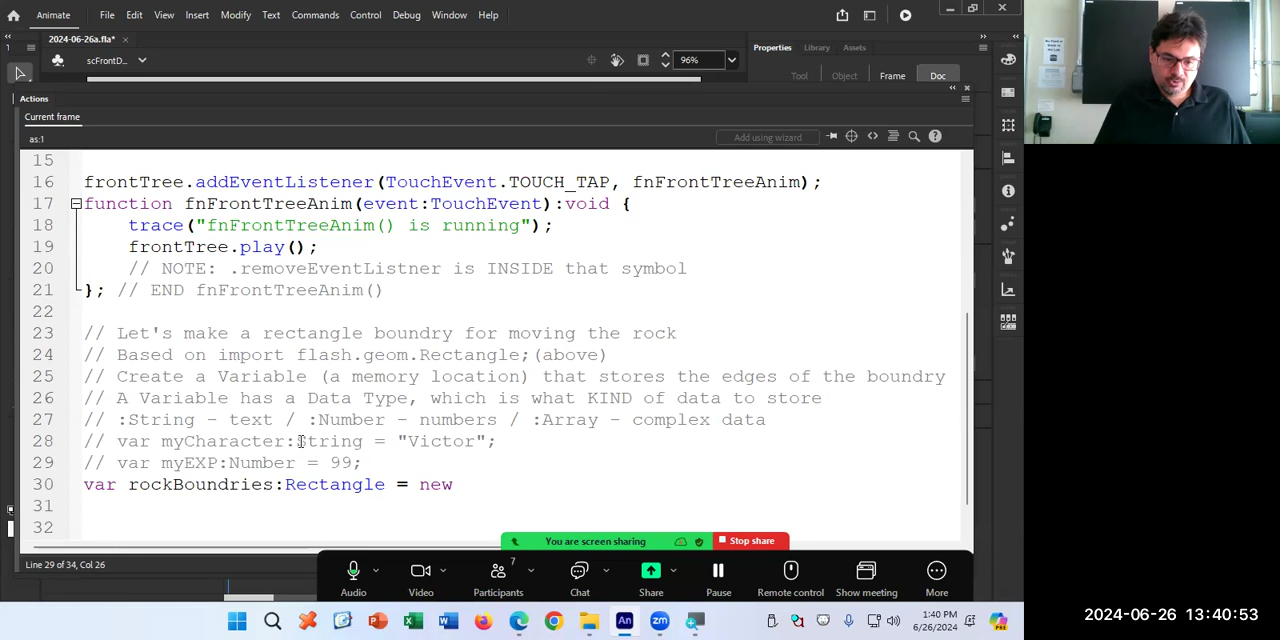 Animate File Edit View Insert Modify Text Commands Control Debug Window Help
2024-06-26a.fla* ×
scFrontD...
96%
Properties Library Assets
Tool Object Frame Doc
Actions
Current frame
as:1
Add using wizard
15
16 frontTree.addEventListener(TouchEvent.TOUCH_TAP, fnFrontTreeAnim);
17 function fnFrontTreeAnim(event:TouchEvent):void {
18 trace("fnFrontTreeAnim() is running");
19 frontTree.play();
20 // NOTE: .removeEventListner is INSIDE that symbol
21 }; // END fnFrontTreeAnim()
22
23 // Let's make a rectangle boundry for moving the rock
24 // Based on import flash.geom.Rectangle;(above)
25 // Create a Variable (a memory location) that stores the edges of the boundry
26 // A Variable has a Data Type, which is what KIND of data to store
27 // :String - text / :Number - numbers / :Array - complex data
28 // var myCharacter:String = "Victor";
29 // var myEXP:Number = 99;
30 var rockBoundries:Rectangle = new
31
32
You are screen sharing Stop share
Line 29 of 34, Col 26
7
Audio Video Participants Chat Share Pause Remote control Show meeting More
1:40 PM
6/26/2024
2024-06-26 13:40:53